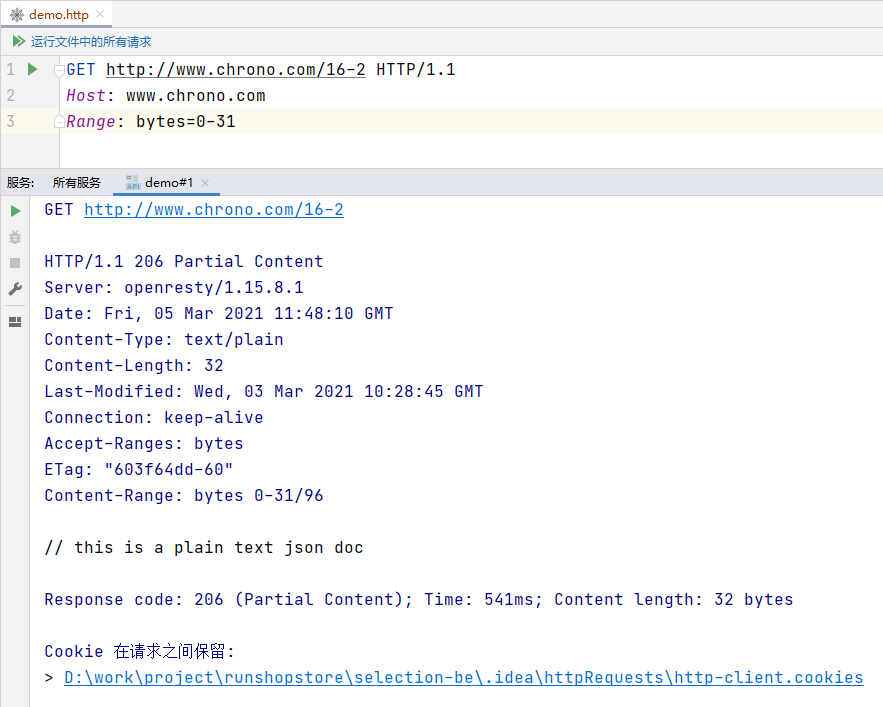 demo.http
运行文件中的所有请求
1 GET http://www.chrono.com/16-2 HTTP/1.1
2 Host: www.chrono.com
3 Range: bytes=0-31
服务: 所有服务 API demo#1
GET http://www.chrono.com/16-2
HTTP/1.1 206 Partial Content
Server: openresty/1.15.8.1
Date: Fri, 05 Mar 2021 11:48:10 GMT
Content-Type: text/plain
Content-Length: 32
Last-Modified: Wed, 03 Mar 2021 10:28:45 GMT
Connection: keep-alive
Accept-Ranges: bytes
ETag: "603f64dd-60"
Content-Range: bytes 0-31/96
// this is a plain text json doc
Response code: 206 (Partial Content); Time: 541ms; Content length: 32 bytes
Cookie 在请求之间保留:
> D:\work\project\runshopstore\selection-be\.idea\httpRequests\http-client.cookies